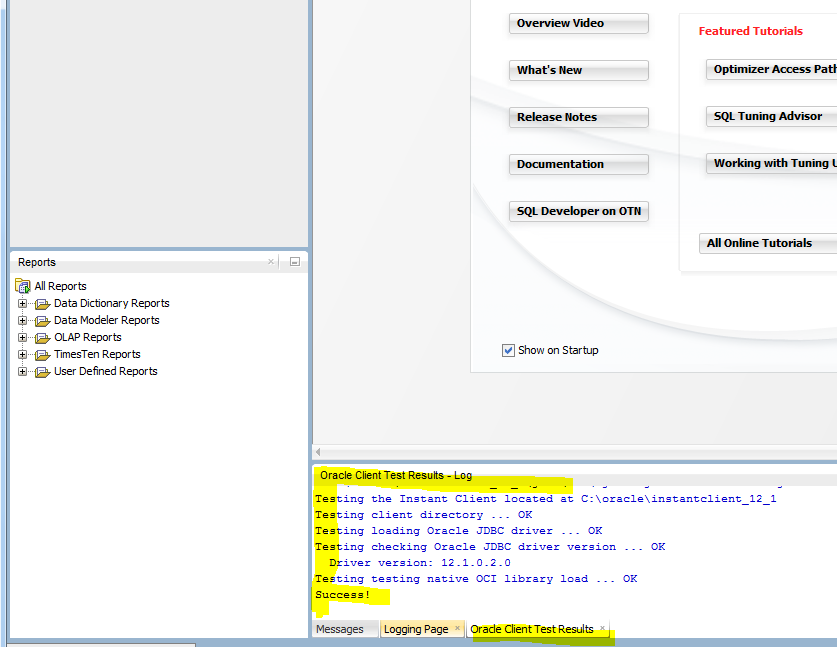 Overview Video
What's New
Release Notes
Documentation
SQL Developer on OTN
Featured Tutorials
Optimizer Access Path
SQL Tuning Advisor
Working with Tuning
All Online Tutorials
Show on Startup
Reports
All Reports
Data Dictionary Reports
Data Modeler Reports
OLAP Reports
TimesTen Reports
User Defined Reports
Oracle Client Test Results - Log
Testing the Instant Client located at C:\oracle\instantclient_12_1
Testing client directory ... OK
Testing loading Oracle JDBC driver ... OK
Testing checking Oracle JDBC driver version ... OK
Driver version: 12.1.0.2.0
Testing testing native OCI library load ... OK
Success!
Messages
Logging Page
Oracle Client Test Results